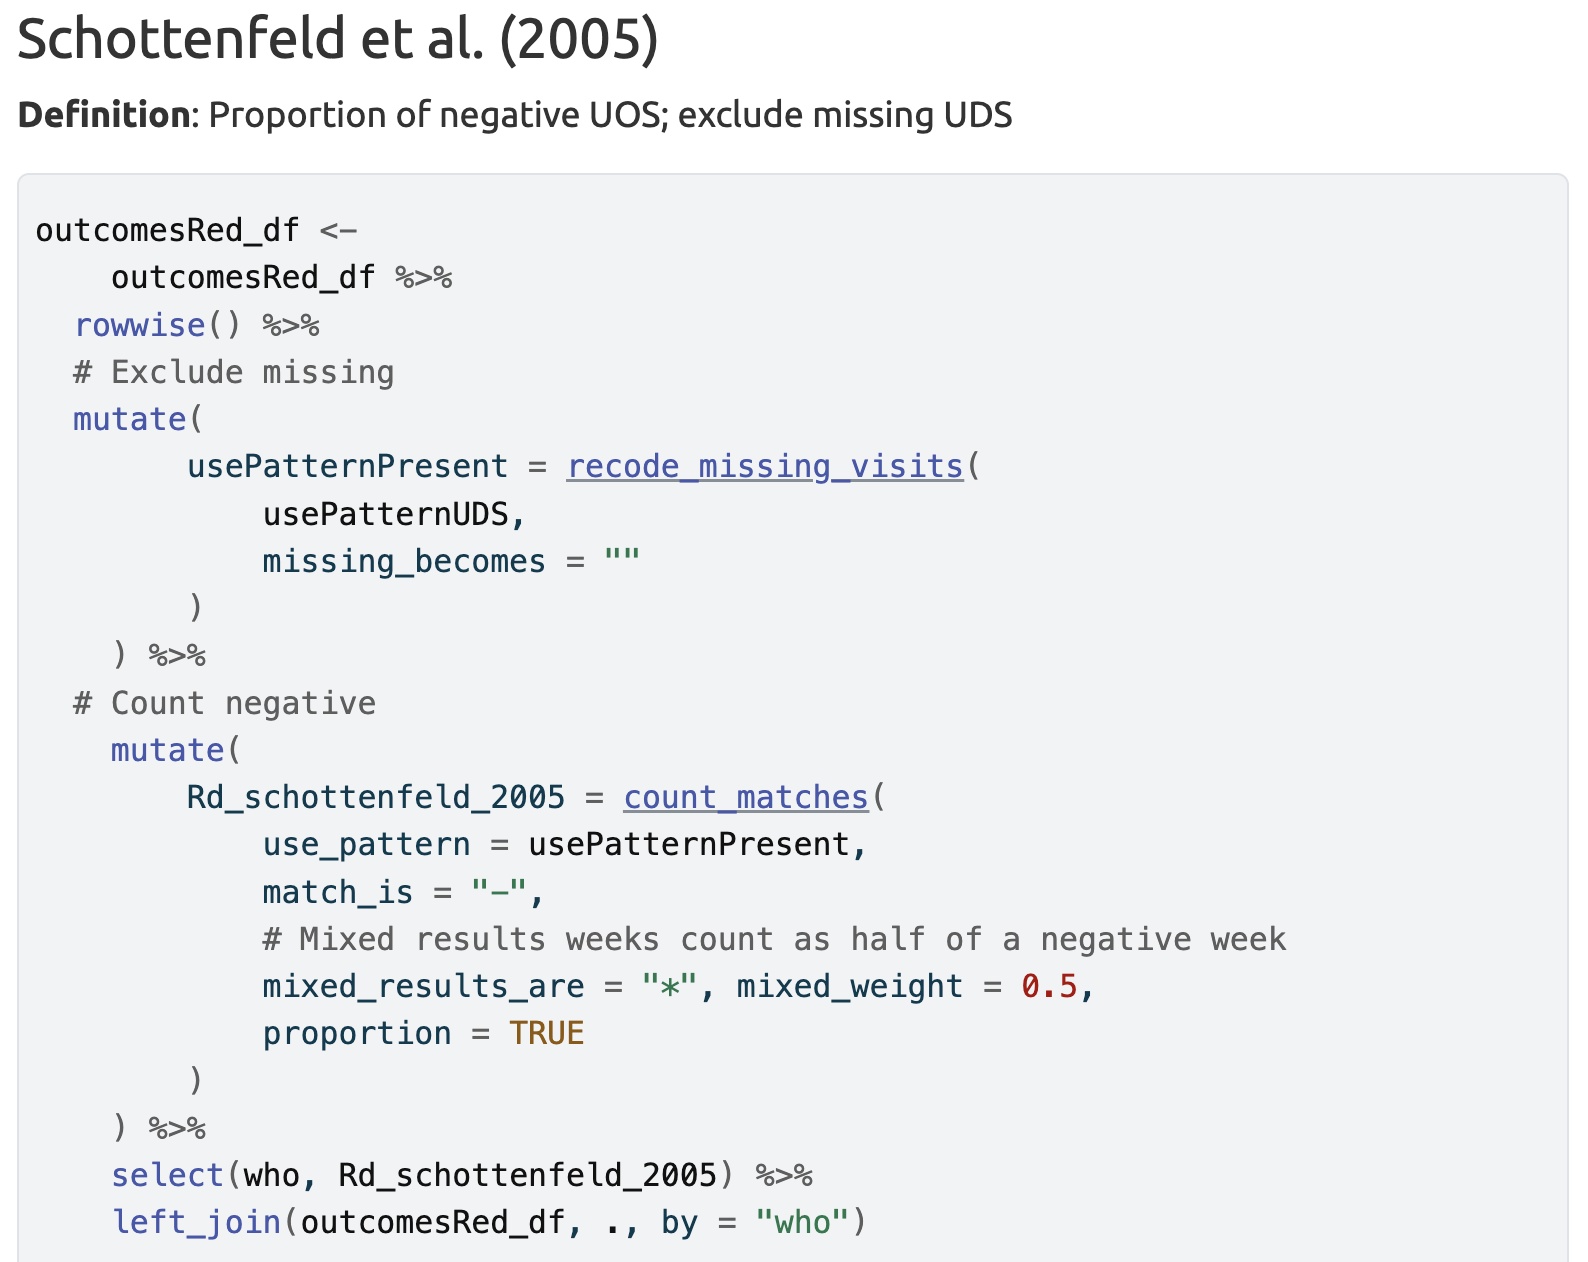 Schottenfeld et al. (2005)
Definition: Proportion of negative UOS; exclude missing UDS
outcomesRed_df <-
    outcomesRed_df %>%
  rowwise() %>%
  # Exclude missing
  mutate(
        usePatternPresent = recode_missing_visits(
            usePatternUDS,
            missing_becomes = ""
        )
    ) %>%
  # Count negative
    mutate(
        Rd_schottenfeld_2005 = count_matches(
            use_pattern = usePatternPresent,
            match_is = "-",
            # Mixed results weeks count as half of a negative week
            mixed_results_are = "*", mixed_weight = 0.5,
            proportion = TRUE
        )
    ) %>%
    select(who, Rd_schottenfeld_2005) %>%
    left_join(outcomesRed_df, ., by = "who")